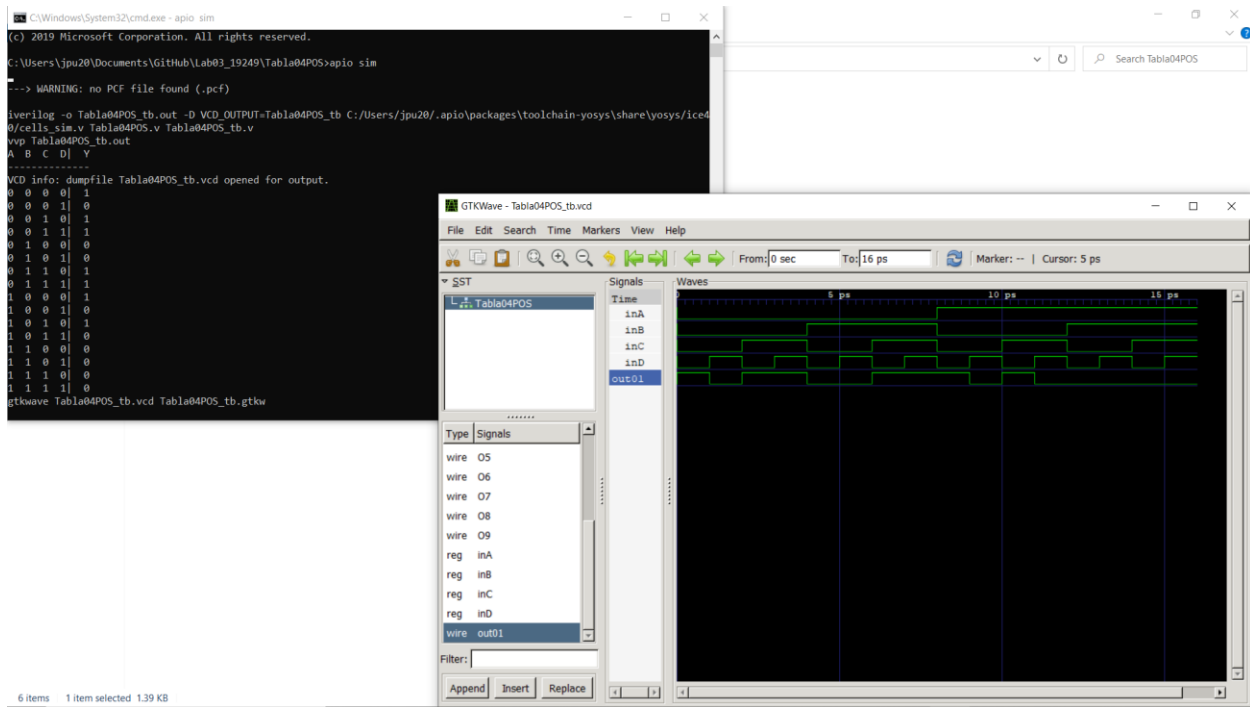 C:\Windows\System32\cmd.exe - apio sim
(c) 2019 Microsoft Corporation. All rights reserved.
C:\Users\jpu20\Documents\GitHub\Lab03_19249\Tabla04POS>apio sim
---> WARNING: no PCF file found (.pcf)
iverilog -o Tabla04POS_tb.out -D VCD_OUTPUT=Tabla04POS_tb C:/Users/jpu20/.apio\packages\toolchain-yosys\share\yosys/ice4
0/cells_sim.v Tabla04POS.v Tabla04POS_tb.v
vvp Tabla04POS_tb.out
A B C D| Y
--------------
VCD info: dumpfile Tabla04POS_tb.vcd opened for output.
0 0 0 0| 1
0 0 0 1| 0
0 0 1 0| 1
0 0 1 1| 1
0 1 0 0| 0
0 1 0 1| 0
0 1 1 0| 1
0 1 1 1| 1
1 0 0 0| 1
1 0 0 1| 0
1 0 1 0| 1
1 0 1 1| 0
1 1 0 0| 0
1 1 0 1| 0
1 1 1 0| 0
1 1 1 1| 0
gtkwave Tabla04POS_tb.vcd Tabla04POS_tb.gtkw
Search Tabla04POS
GTKWave - Tabla04POS_tb.vcd
File Edit Search Time Markers View Help
From: 0 sec To: 16 ps Marker: -- | Cursor: 5 ps
SST
Tabla04POS
Type Signals
wire O5
wire O6
wire O7
wire O8
wire O9
reg inA
reg inB
reg inC
reg inD
wire out01
Filter:
Append Insert Replace
Signals
Time
inA
inB
inC
inD
out01
Waves
0 5 ps 10 ps 15 ps
6 items 1 item selected 1.39 KB